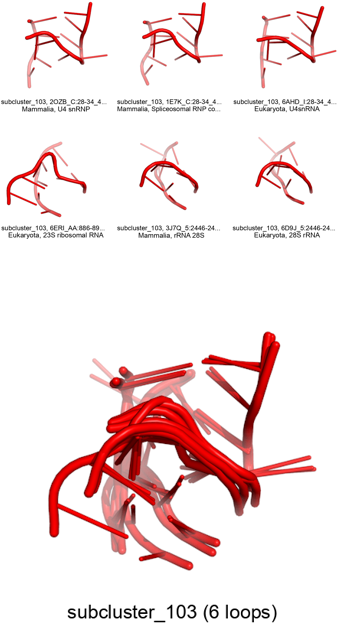 subcluster_103, 2OZB_C:28-34_4...
Mammalia, U4 snRNP
subcluster_103, 1E7K_C:28-34_4...
Mammalia, Spliceosomal RNP co...
subcluster_103, 6AHD_I:28-34_4...
Eukaryota, U4snRNA
subcluster_103, 6ERI_AA:886-89...
Eukaryota, 23S ribosomal RNA
subcluster_103, 3J7Q_5:2446-24...
Mammalia, rRNA 28S
subcluster_103, 6D9J_5:2446-24...
Eukaryota, 28S rRNA
subcluster_103 (6 loops)